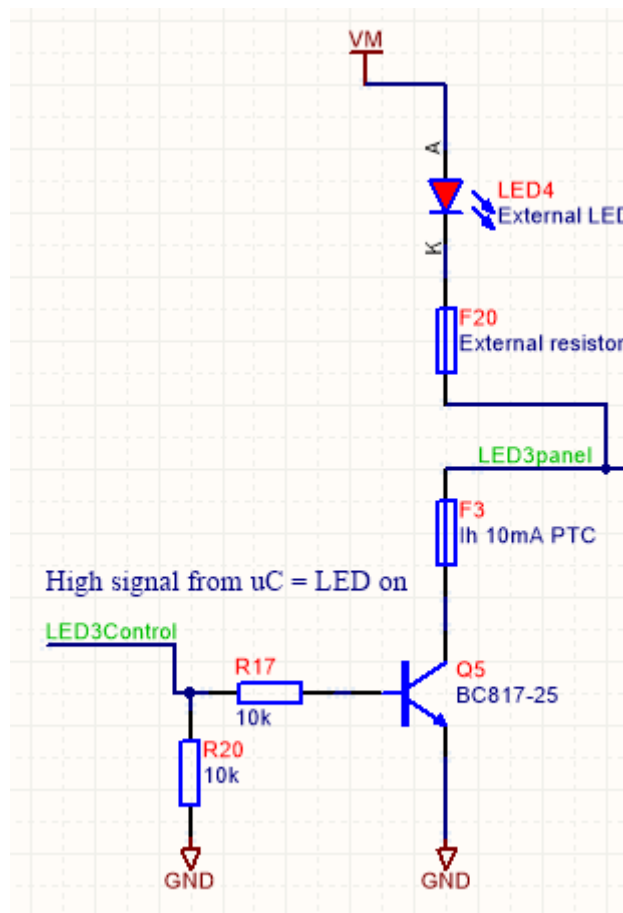 VM
A
LED4
External LED
K
F20
External resistor
LED3panel
F3
Ih 10mA PTC
High signal from uC = LED on
LED3Control
R17
10k
Q5
BC817-25
R20
10k
GND
GND